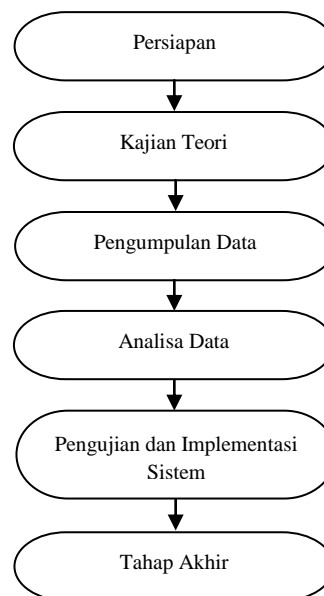 Persiapan
Kajian Teori
Pengumpulan Data
Analisa Data
Pengujian dan Implementasi
Sistem
Tahap Akhir